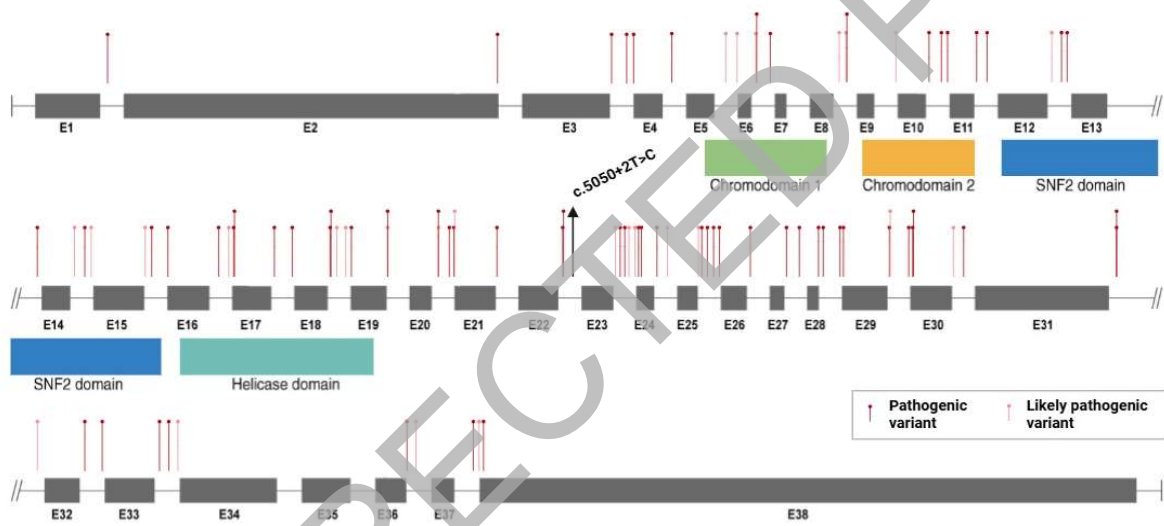 E1 E2 E3 E4 E5 E6 E7 E8 E9 E10 E11 E12 E13
Chromodomain 1 Chromodomain 2 SNF2 domain
c.5050+2T>C
E14 E15 E16 E17 E18 E19 E20 E21 E22 E23 E24 E25 E26 E27 E28 E29 E30 E31
SNF2 domain Helicase domain
Pathogenic variant
Likely pathogenic variant
E32 E33 E34 E35 E36 E37 E38